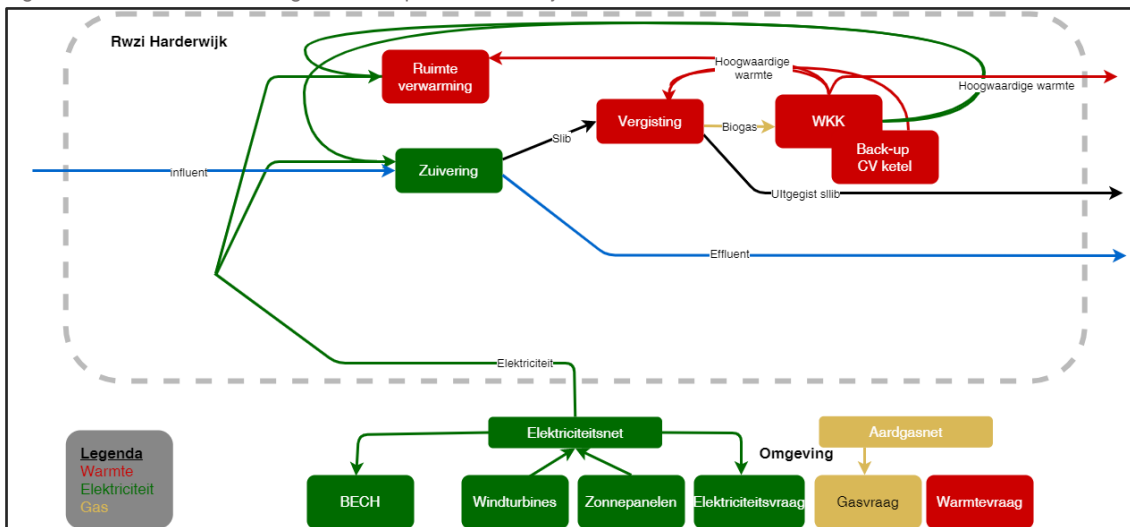 Rwzi Harderwijk
Ruimte
verwarming
Hoogwaardige
warmte
Hoogwaardige warmte
Vergisting
Biogas
WKK
Slib
Back-up
CV ketel
Zuivering
influent
UItgegist sllib
Effluent
Elektriciteit
Elektriciteitsnet
Aardgasnet
Omgeving
Legenda
Warmte
Elektriciteit
Gas
BECH
Windturbines
Zonnepanelen
Elektriciteitsvraag
Gasvraag
Warmtevraag